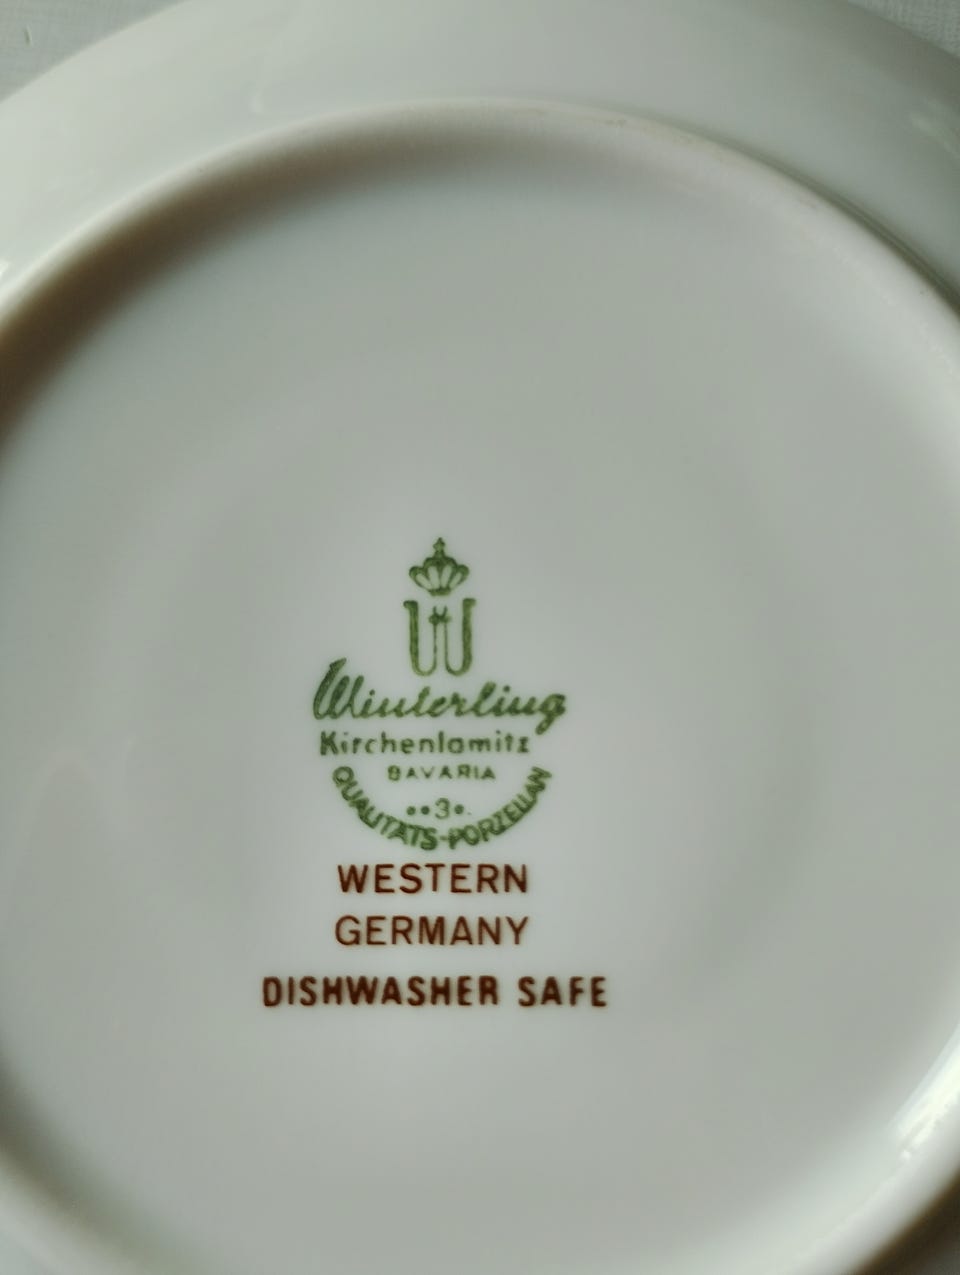 W
Winterling
Kirchenlamitz
BAVARIA
••3•.
QUALITÄTS-PORZELLAN
WESTERN
GERMANY
DISHWASHER SAFE